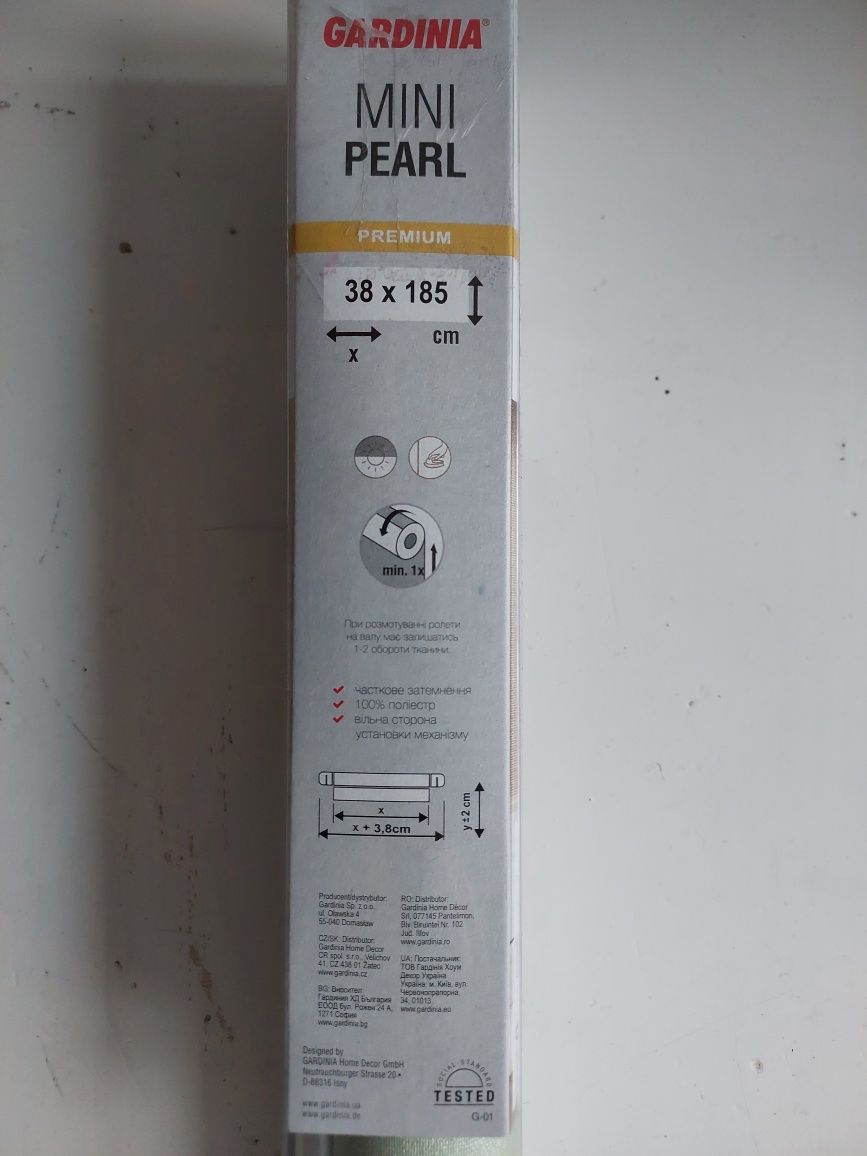 GARDINIA®
MINI
PEARL
PREMIUM
38 x 185
cm
x
min. 1x
При розмотуванні ролети
на валу має залишатись
1-2 обороти тканини.
часткове затемнення
100% поліестр
вільна сторона
установки механізму
x
x + 3,8cm
y ± 2 cm
Producent/dystrybutor:
Gardinia Sp. z o.o.
ul. Oławska 4
55-040 Domasław
CZ/SK: Distributor:
Gardinia Home Decor
CR spol. s.r.o., Velichov
41, CZ 438 01 Žatec
www.gardinia.cz
BG: Вносител:
Гардиния ХД България
ЕООД бул. Рожен 24 А,
1271 София
www.gardinia.bg
RO: Distributor:
Gardinia Home Décor
Srl, 077145 Pantelimon,
Blv. Biruintei Nr. 102
Jud. Ilfov
www.gardinia.ro
UA: Постачальник:
ТОВ Гардінія Хоум
Декор Україна
Україна, м. Київ, вул.
Червонопрапорна,
34, 01013
www.gardinia.eu
Designed by
GARDINIA Home Decor GmbH
Neutrauchburger Strasse 20 •
D-88316 Isny
www.gardinia.ua
www.gardinia.de
SOCIAL · STANDARD
TESTED
G-01